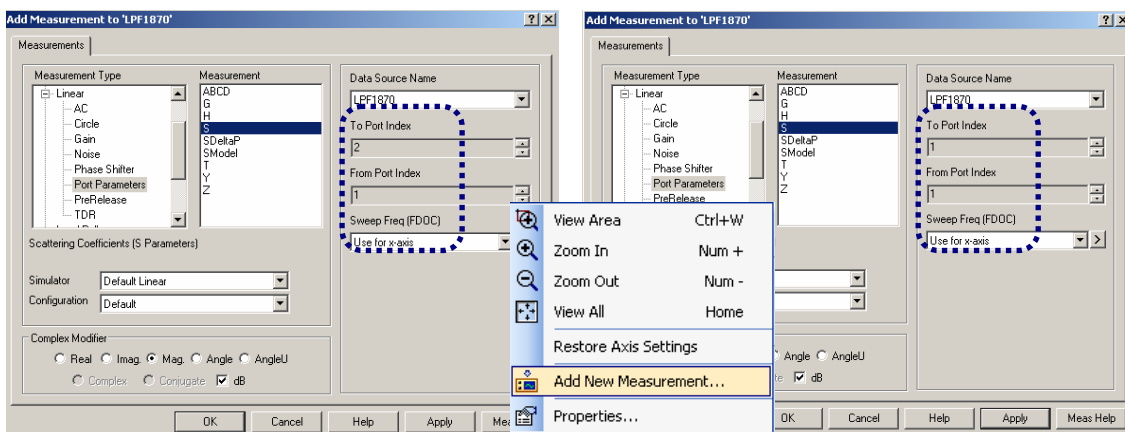 Add Measurement to 'LPF1870'
Measurements
Measurement Type
Linear
AC
Circle
Gain
Noise
Phase Shifter
Port Parameters
PreRelease
TDR
Measurement
ABCD
G
H
S
SDeltaP
SModel
T
Y
Z
Data Source Name
LPF1870
To Port Index
2
From Port Index
1
Sweep Freq (FDOC)
Use for x-axis
Scattering Coefficients (S Parameters)
Simulator
Default Linear
Configuration
Default
Complex Modifier
Real Imag. Mag. Angle AngleU
Complex Conjugate dB
OK Cancel Help Apply Mea
View Area Ctrl+W
Zoom In Num +
Zoom Out Num -
View All Home
Restore Axis Settings
Add New Measurement...
Properties...
Add Measurement to 'LPF1870'
Measurements
Measurement Type
Linear
AC
Circle
Gain
Noise
Phase Shifter
Port Parameters
PreRelease
Measurement
ABCD
G
H
S
SDeltaP
SModel
T
Y
Z
Data Source Name
LPF1870
To Port Index
1
From Port Index
1
Sweep Freq (FDOC)
Use for x-axis
Angle AngleU
dB
OK Cancel Help Apply Meas Help